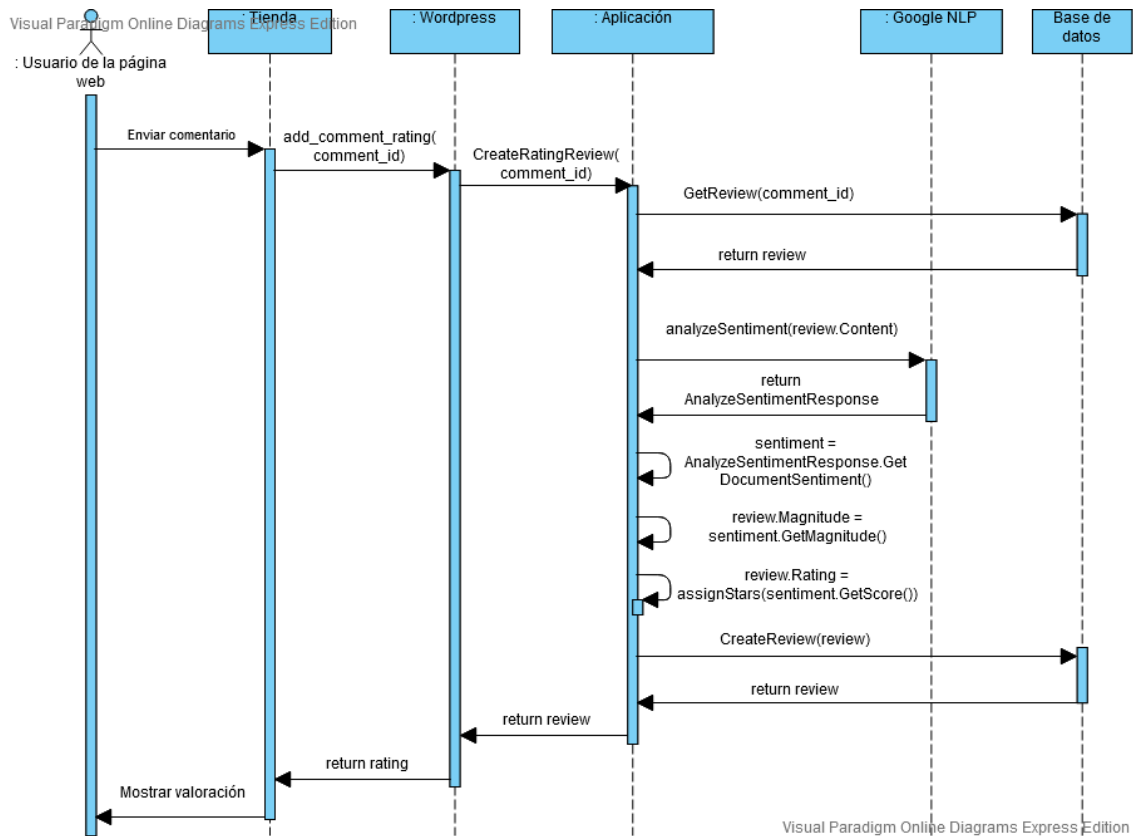 Visual Paradigm Online Diagrams Express Edition
: Tienda
: Wordpress
: Aplicación
: Google NLP
Base de
datos
: Usuario de la página
web
Enviar comentario
add_comment_rating(
comment_id)
CreateRatingReview(
comment_id)
GetReview(comment_id)
return review
analyzeSentiment(review.Content)
return
AnalyzeSentimentResponse
sentiment =
AnalyzeSentimentResponse.Get
DocumentSentiment()
review.Magnitude =
sentiment.GetMagnitude()
review.Rating =
assignStars(sentiment.GetScore())
CreateReview(review)
return review
return review
return rating
Mostrar valoración
Visual Paradigm Online Diagrams Express Edition